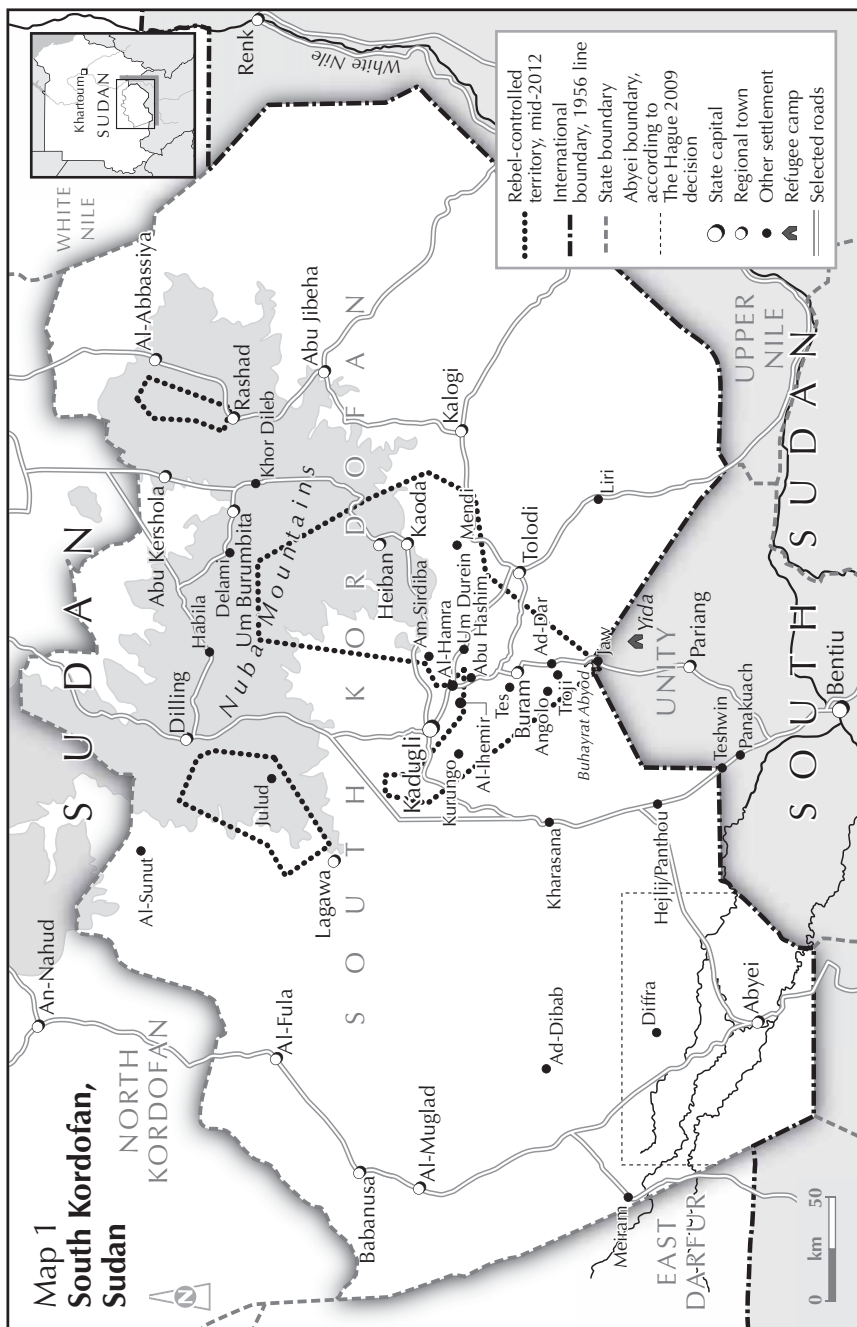 Map 1
South Kordofan,
Sudan
N
NORTH
KORDOFAN
An-Nahud
SUDAN
WHITE
NILE
Khartoum
SUDAN
Renk
White Nile
Al-Sunut
Dilling
Abu Kershola
Al-Abbassiya
Al-Fula
Julud
Habila
Delami
Um Burumbita
Khor Dileb
Rashad
Nuba Mountains
Babanusa
Lagawa
Abu Jibeha
SOUTH KORDOFAN
Heiban
Kaoda
Al-Muglad
Kadugli
Am-Sirdiba
Al-Hamra
Um Durein
Abu Hashim
Mendi
Kalogi
Kurungo
Al-Ihemir
Tes
Buram
Angolo
Troji
Ad-Dar
Tolodi
Ad-Dibab
Kharasana
Buhayrat Abyod
Jaw
Liri
Meiram
Diffra
Hejlij/Panthou
Yida
UNITY
Pariang
EAST
DARFUR
Abyei
Teshwin
Panakuach
UPPER
NILE
Bentiu
SOUTH SUDAN
0 km 50
Rebel-controlled
territory, mid-2012
International
boundary, 1956 line
State boundary
Abyei boundary,
according to
The Hague 2009
decision
State capital
Regional town
Other settlement
Refugee camp
Selected roads